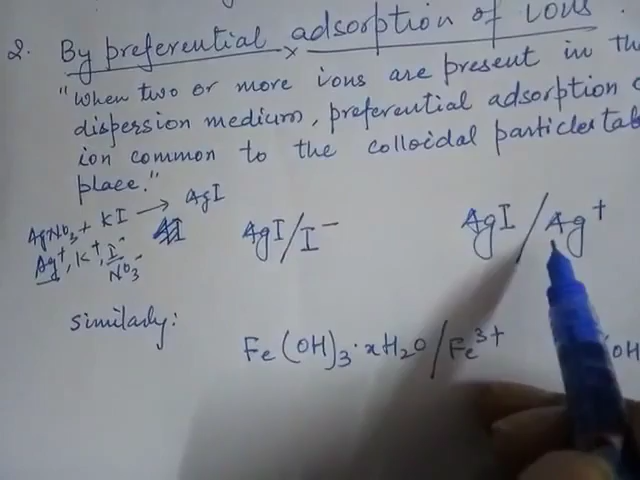 2. By preferential adsorption of ions.
"When two or more ions are present in the
dispersion medium, preferential adsorption
ion common to the colloidal particles
place."
AgNO₃ + KI → AgI
Ag⁺, K⁺, I⁻
NO₃⁻
AgI/I⁻
AgI/Ag⁺
similarly:
Fe(OH)₃·xH₂O/Fe³⁺
OH